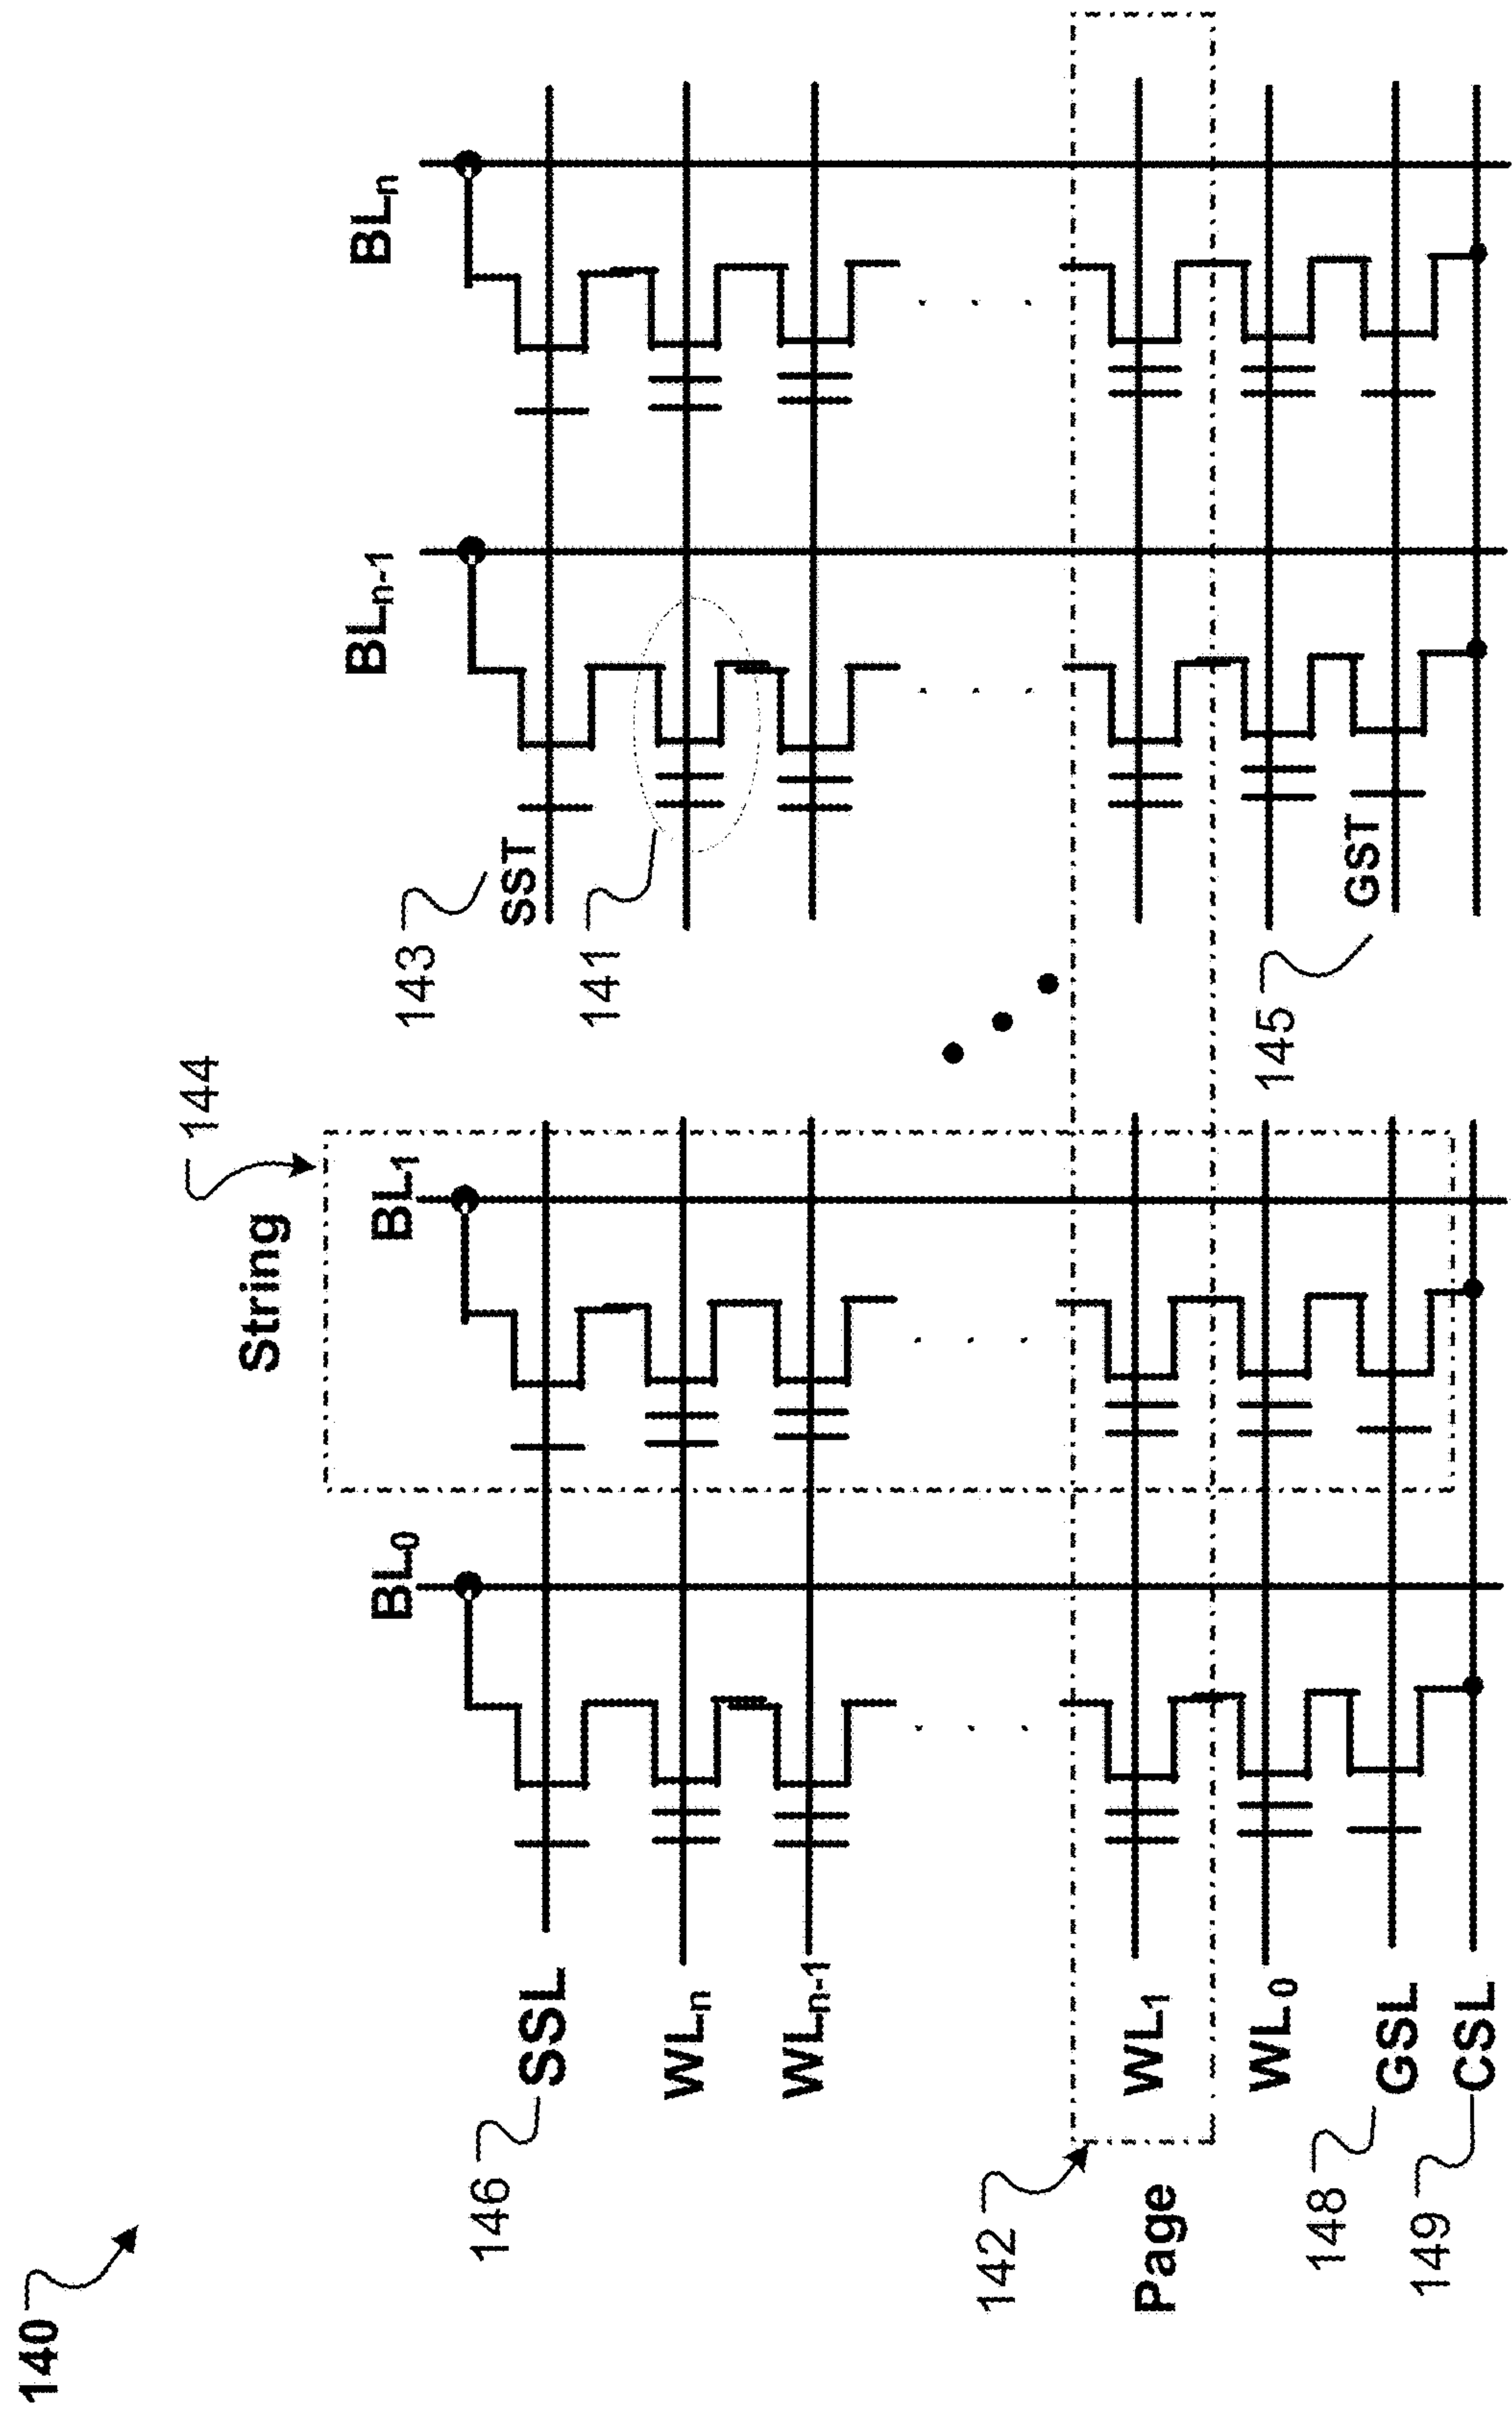 140
String
144
BL0
BL1
BLn-1
BLn
146
SSL
143
SST
WLn
141
WLn-1
142
Page
WL1
WL0
145
GST
148
GSL
149
CSL